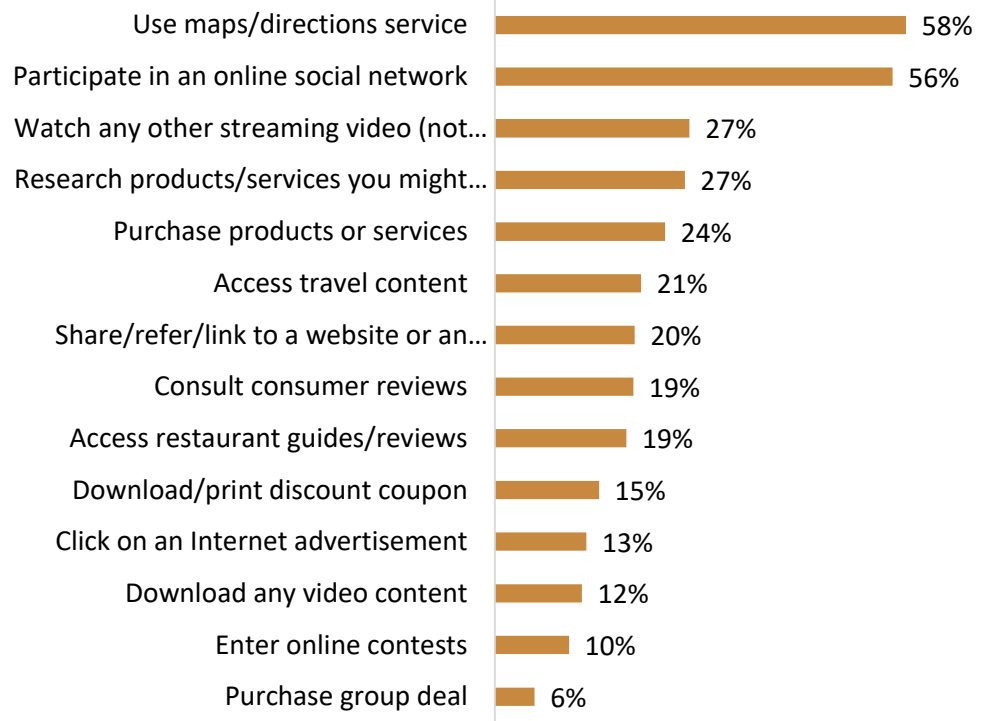 Use maps/directions service 58%
Participate in an online social network 56%
Watch any other streaming video (not... 27%
Research products/services you might... 27%
Purchase products or services 24%
Access travel content 21%
Share/refer/link to a website or an... 20%
Consult consumer reviews 19%
Access restaurant guides/reviews 19%
Download/print discount coupon 15%
Click on an Internet advertisement 13%
Download any video content 12%
Enter online contests 10%
Purchase group deal 6%